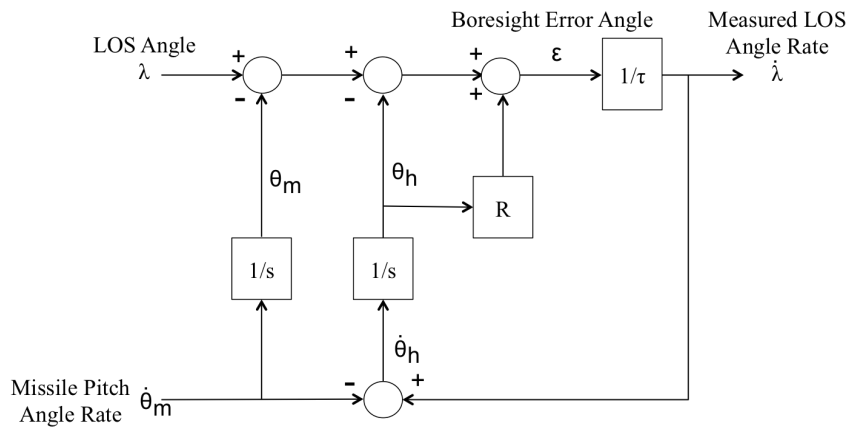 Boresight Error Angle
Measured LOS
Angle Rate
λ̇
LOS Angle
λ
+
-
+
-
+
+
ε
1/τ
θm
θh
R
1/s
1/s
θ̇h
Missile Pitch
Angle Rate
θ̇m
-
+